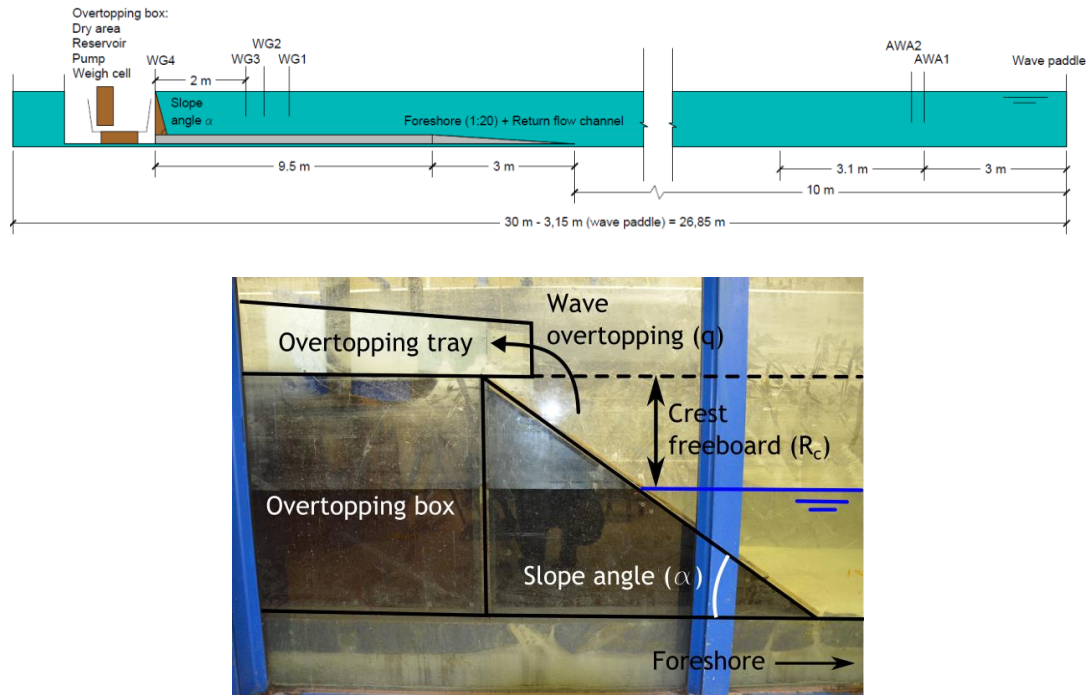 Overtopping box:
Dry area
Reservoir
Pump
Weigh cell
WG4
WG3
WG2
WG1
2 m
Slope
angle α
Foreshore (1:20) + Return flow channel
AWA2
AWA1
Wave paddle
9.5 m
3 m
3.1 m
3 m
10 m
30 m - 3,15 m (wave paddle) = 26,85 m
Wave
overtopping (q)
Overtopping tray
Crest
freeboard (Rc)
Overtopping box
Slope angle (α)
Foreshore